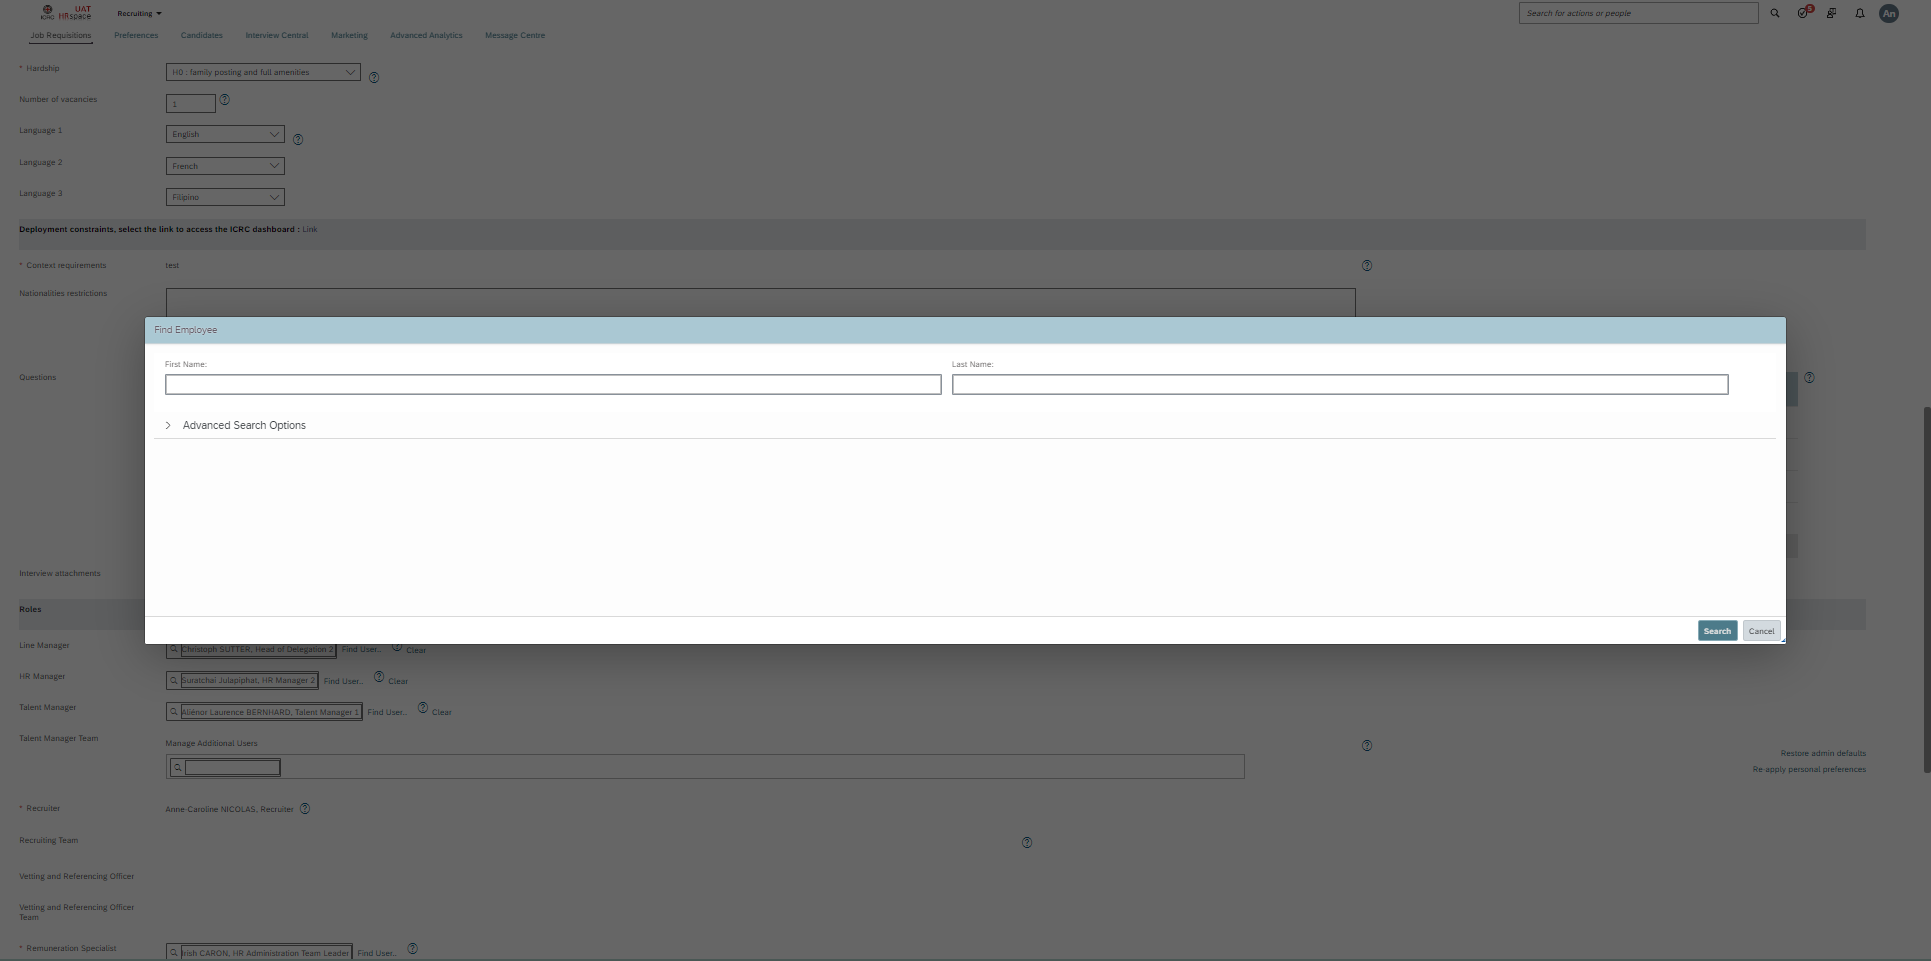 UAT
ICRC HRspace
Recruiting
Search for actions or people
5
An
Job Requisitions
Preferences
Candidates
Interview Central
Marketing
Advanced Analytics
Message Centre
* Hardship
H0 : family posting and full amenities
Number of vacancies
1
Language 1
English
Language 2
French
Language 3
Filipino
Deployment constraints, select the link to access the ICRC dashboard : Link
* Context requirements
test
Nationalities restrictions
Find Employee
First Name:
Last Name:
Advanced Search Options
Questions
Interview attachments
Roles
Search
Cancel
Line Manager
Christoph SUTTER, Head of Delegation 2
Find User..
Clear
HR Manager
Suratchai Julapiphat, HR Manager 2
Find User..
Clear
Talent Manager
Aliénor Laurence BERNHARD, Talent Manager 1
Find User..
Clear
Talent Manager Team
Manage Additional Users
Restore admin defaults
Re-apply personal preferences
* Recruiter
Anne-Caroline NICOLAS, Recruiter
Recruiting Team
Vetting and Referencing Officer
Vetting and Referencing Officer
Team
* Remuneration Specialist
Irish CARON, HR Administration Team Leader
Find User..